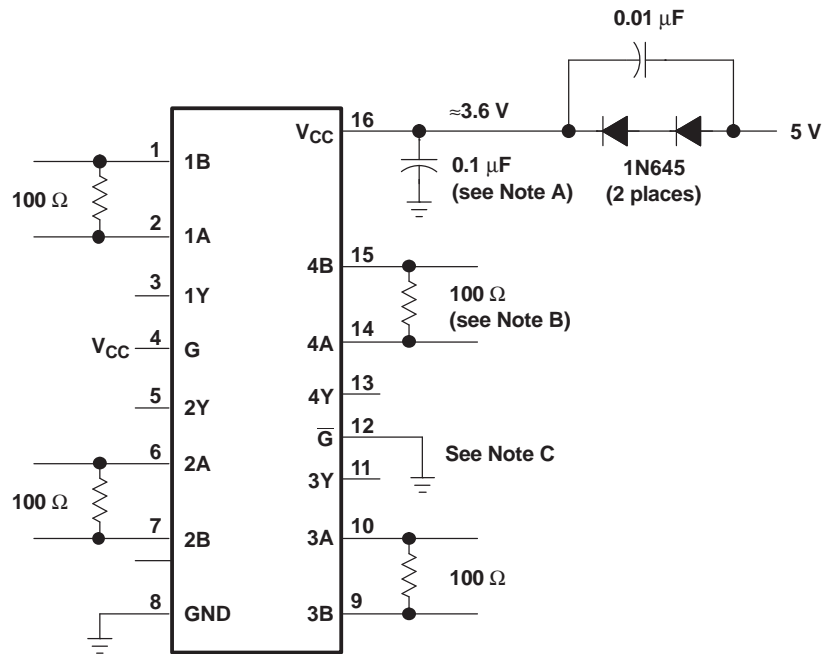 0.01 μF
≈3.6 V
5 V
1N645
(2 places)
0.1 μF
(see Note A)
VCC
16
1
1B
100 Ω
2
1A
3
1Y
VCC
4
G
5
2Y
6
2A
100 Ω
7
2B
8
GND
15
4B
100 Ω
(see Note B)
14
4A
13
4Y
12
G̅
See Note C
11
3Y
10
3A
100 Ω
9
3B